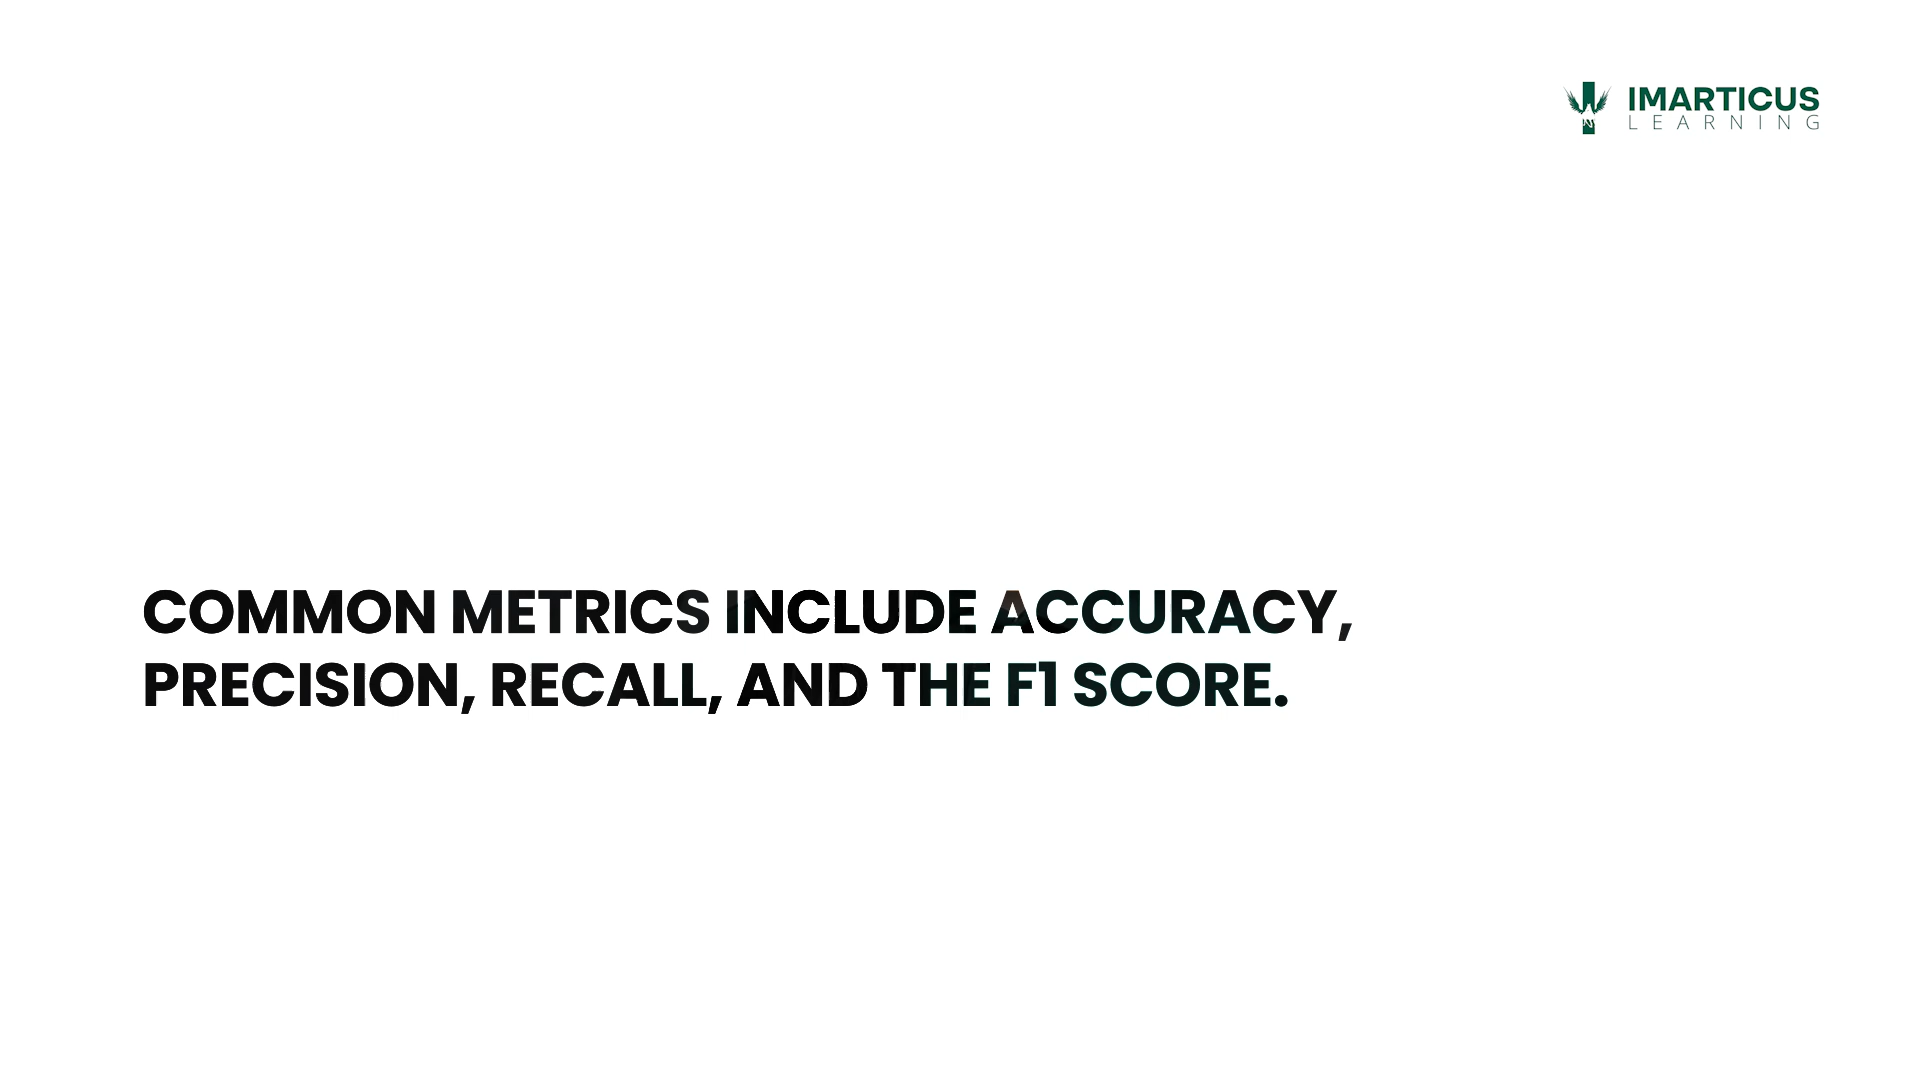 IMARTICUS
LEARNING
COMMON METRICS INCLUDE ACCURACY,
PRECISION, RECALL, AND THE F1 SCORE.